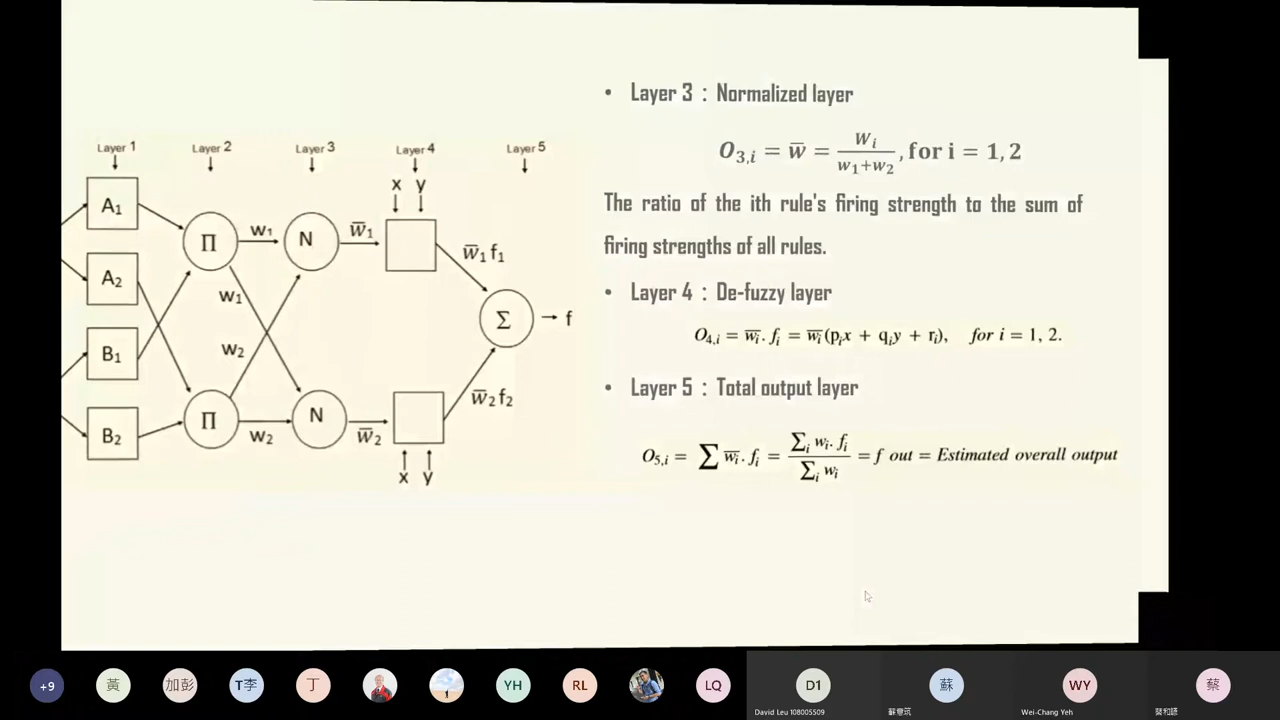 Layer 1
Layer 2
Layer 3
Layer 4
Layer 5
x y
A₁
A₂
B₁
B₂
Π
Π
w₁
w₁
w₂
w₂
N
N
w̅₁
w̅₂
w̅₁ f₁
w̅₂ f₂
Σ
f
x y
• Layer 3：Normalized layer
O₃,ᵢ = w̅ = Wᵢ / (w₁+w₂), for i = 1, 2
The ratio of the ith rule's firing strength to the sum of
firing strengths of all rules.
• Layer 4：De-fuzzy layer
O₄,ᵢ = w̅ᵢ. fᵢ = w̅ᵢ (pᵢx + qᵢy + rᵢ), for i = 1, 2.
• Layer 5：Total output layer
O₅,ᵢ = ∑ w̅ᵢ. fᵢ = ∑ᵢ wᵢ. fᵢ / ∑ᵢ wᵢ = f out = Estimated overall output
+9
黃
加彭
T李
丁
YH
RL
LQ
D1
蘇
WY
蔡
David Leu 108005509
Wei-Chang Yeh